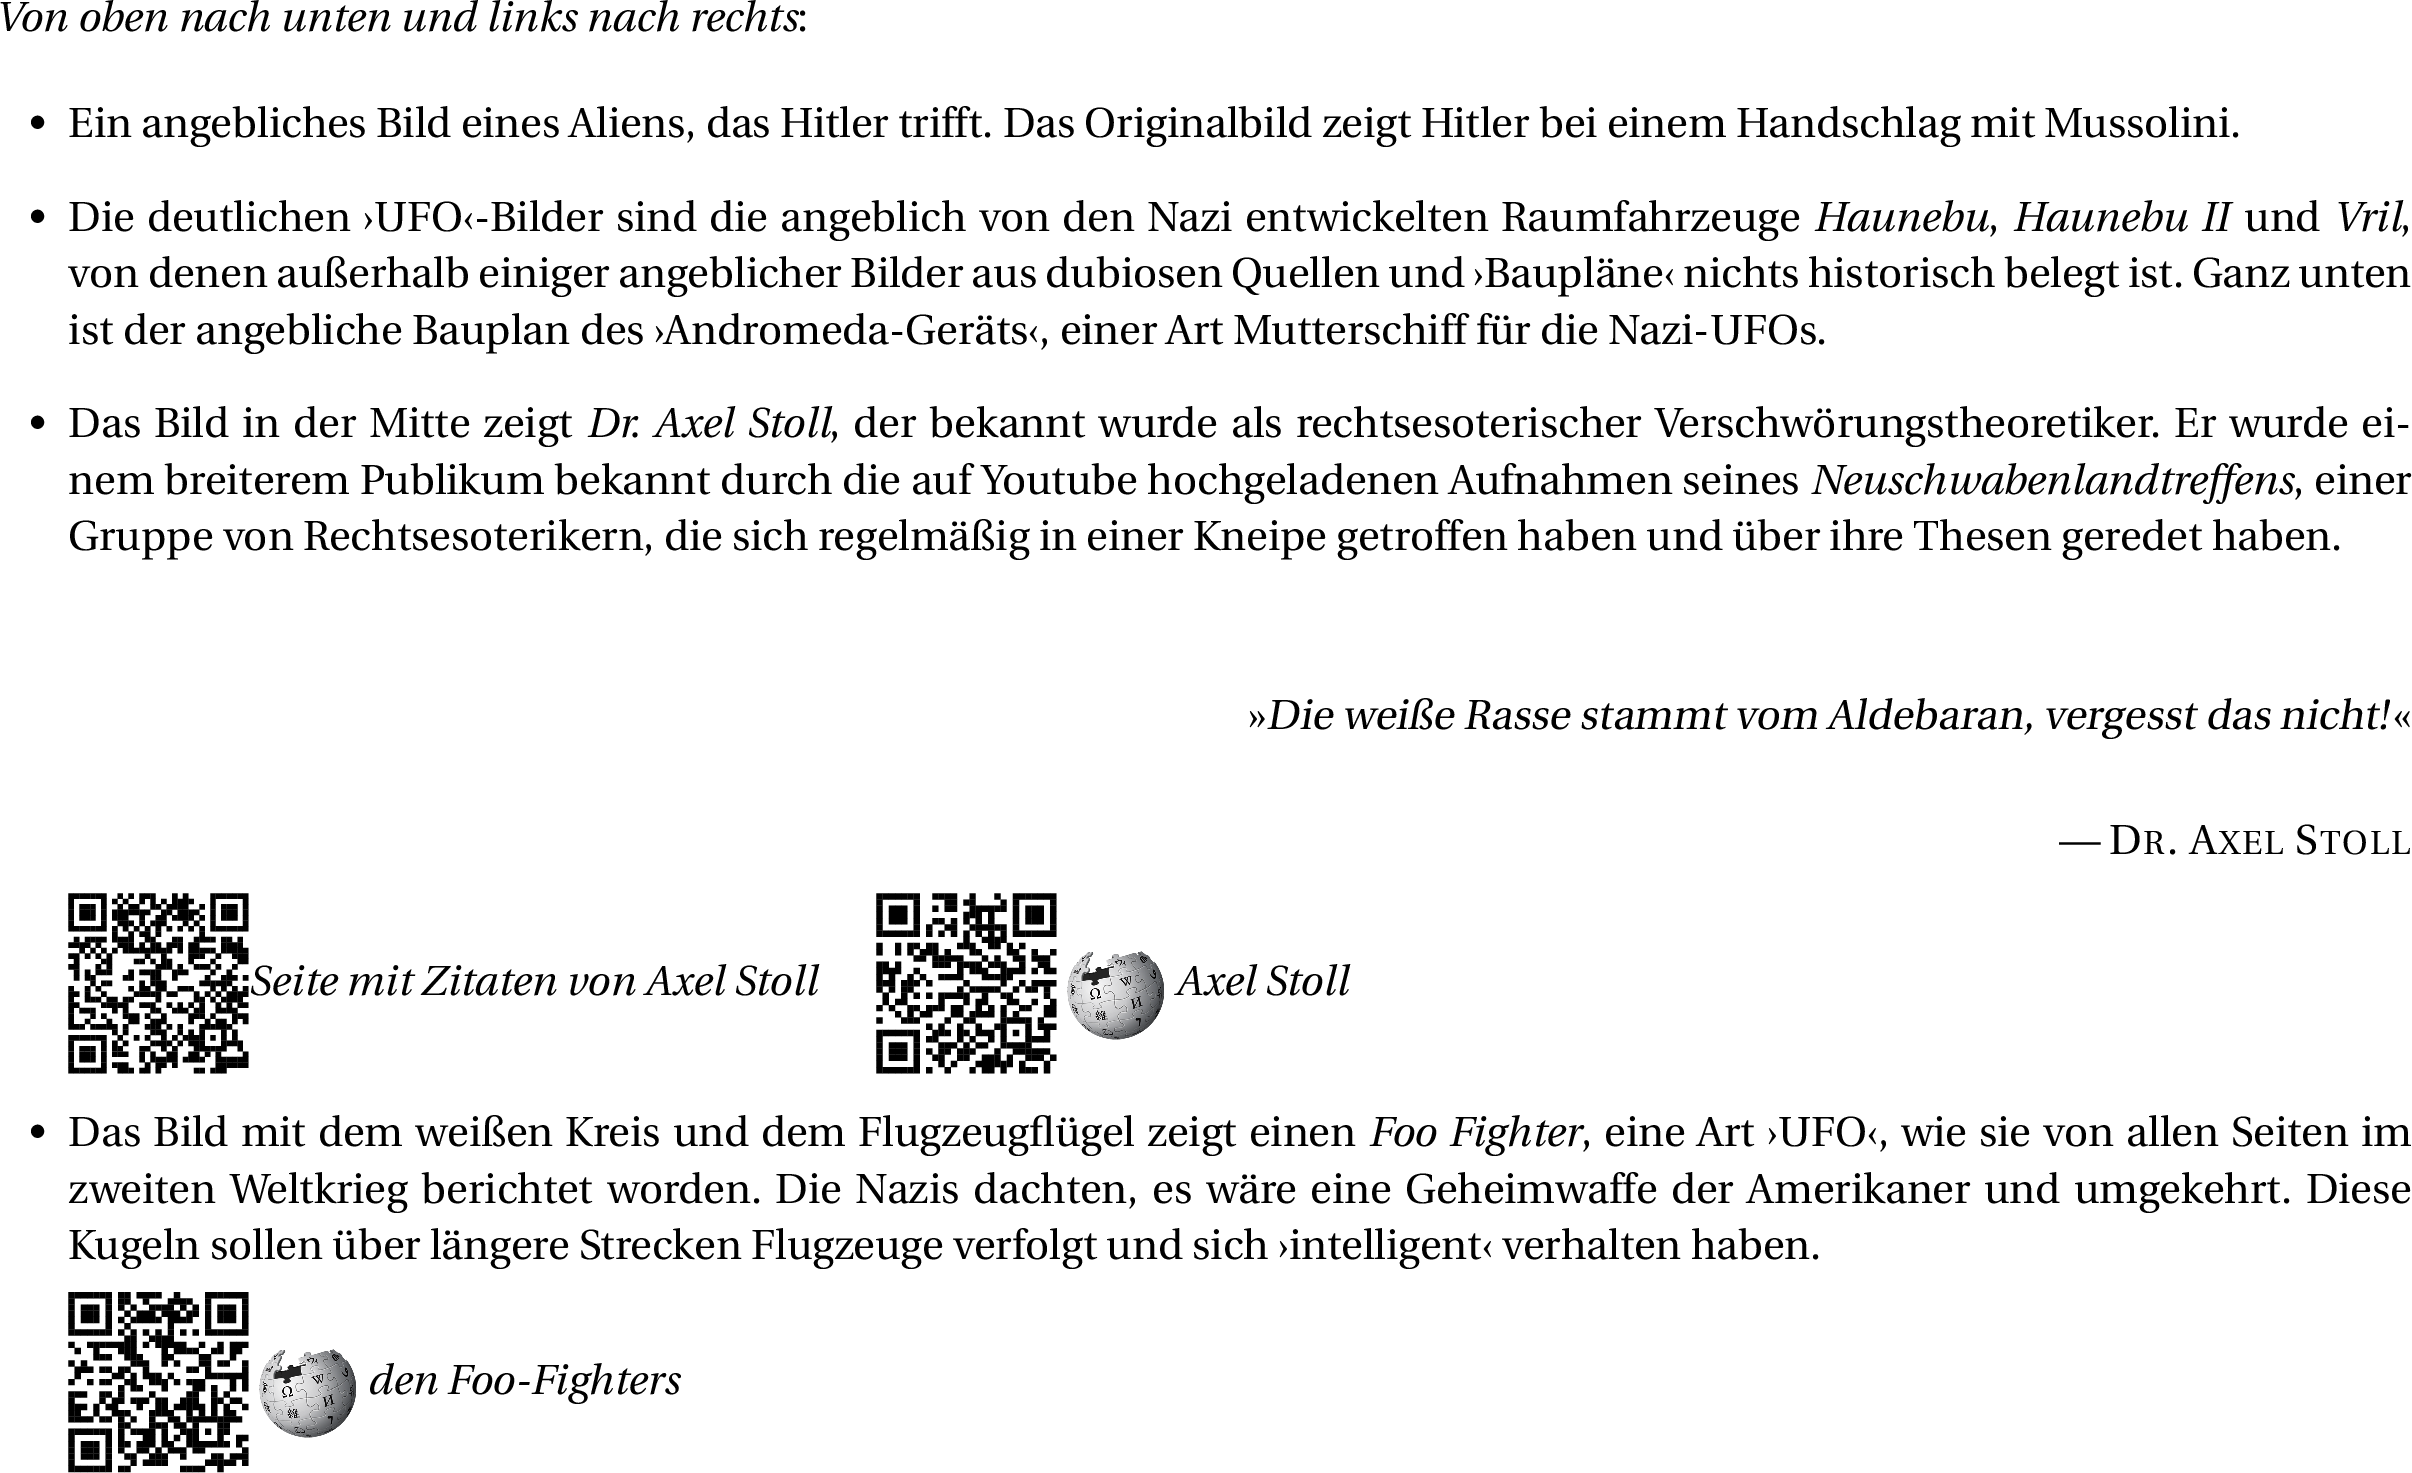 Von oben nach unten und links nach rechts:
• Ein angebliches Bild eines Aliens, das Hitler trifft. Das Originalbild zeigt Hitler bei einem Handschlag mit Mussolini.
• Die deutlichen ›UFO‹-Bilder sind die angeblich von den Nazi entwickelten Raumfahrzeuge Haunebu, Haunebu II und Vril,
von denen außerhalb einiger angeblicher Bilder aus dubiosen Quellen und ›Baupläne‹ nichts historisch belegt ist. Ganz unten
ist der angebliche Bauplan des ›Andromeda-Geräts‹, einer Art Mutterschiff für die Nazi-UFOs.
• Das Bild in der Mitte zeigt Dr. Axel Stoll, der bekannt wurde als rechtsesoterischer Verschwörungstheoretiker. Er wurde ei-
nem breiterem Publikum bekannt durch die auf Youtube hochgeladenen Aufnahmen seines Neuschwabenlandtreffens, einer
Gruppe von Rechtsesoterikern, die sich regelmäßig in einer Kneipe getroffen haben und über ihre Thesen geredet haben.
»Die weiße Rasse stammt vom Aldebaran, vergesst das nicht!«
— DR. AXEL STOLL
Seite mit Zitaten von Axel Stoll
Axel Stoll
• Das Bild mit dem weißen Kreis und dem Flugzeugflügel zeigt einen Foo Fighter, eine Art ›UFO‹, wie sie von allen Seiten im
zweiten Weltkrieg berichtet worden. Die Nazis dachten, es wäre eine Geheimwaffe der Amerikaner und umgekehrt. Diese
Kugeln sollen über längere Strecken Flugzeuge verfolgt und sich ›intelligent‹ verhalten haben.
den Foo-Fighters